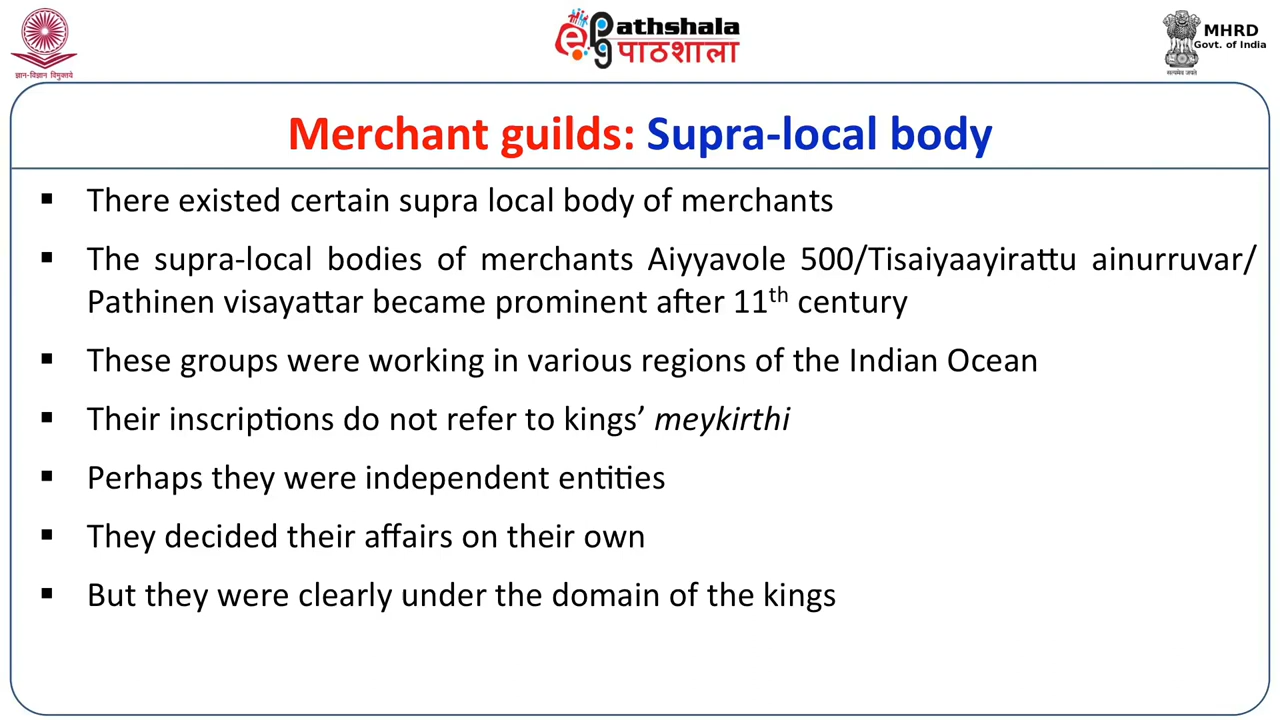 ज्ञान-विज्ञान विमुक्तये
ePG Pathshala
पाठशाला
MHRD
Govt. of India
सत्यमेव जयते
Merchant guilds: Supra-local body
▪ There existed certain supra local body of merchants
▪ The supra-local bodies of merchants Aiyyavole 500/Tisaiyaayirattu ainurruvar/
Pathinen visayattar became prominent after 11th century
▪ These groups were working in various regions of the Indian Ocean
▪ Their inscriptions do not refer to kings’ meykirthi
▪ Perhaps they were independent entities
▪ They decided their affairs on their own
▪ But they were clearly under the domain of the kings